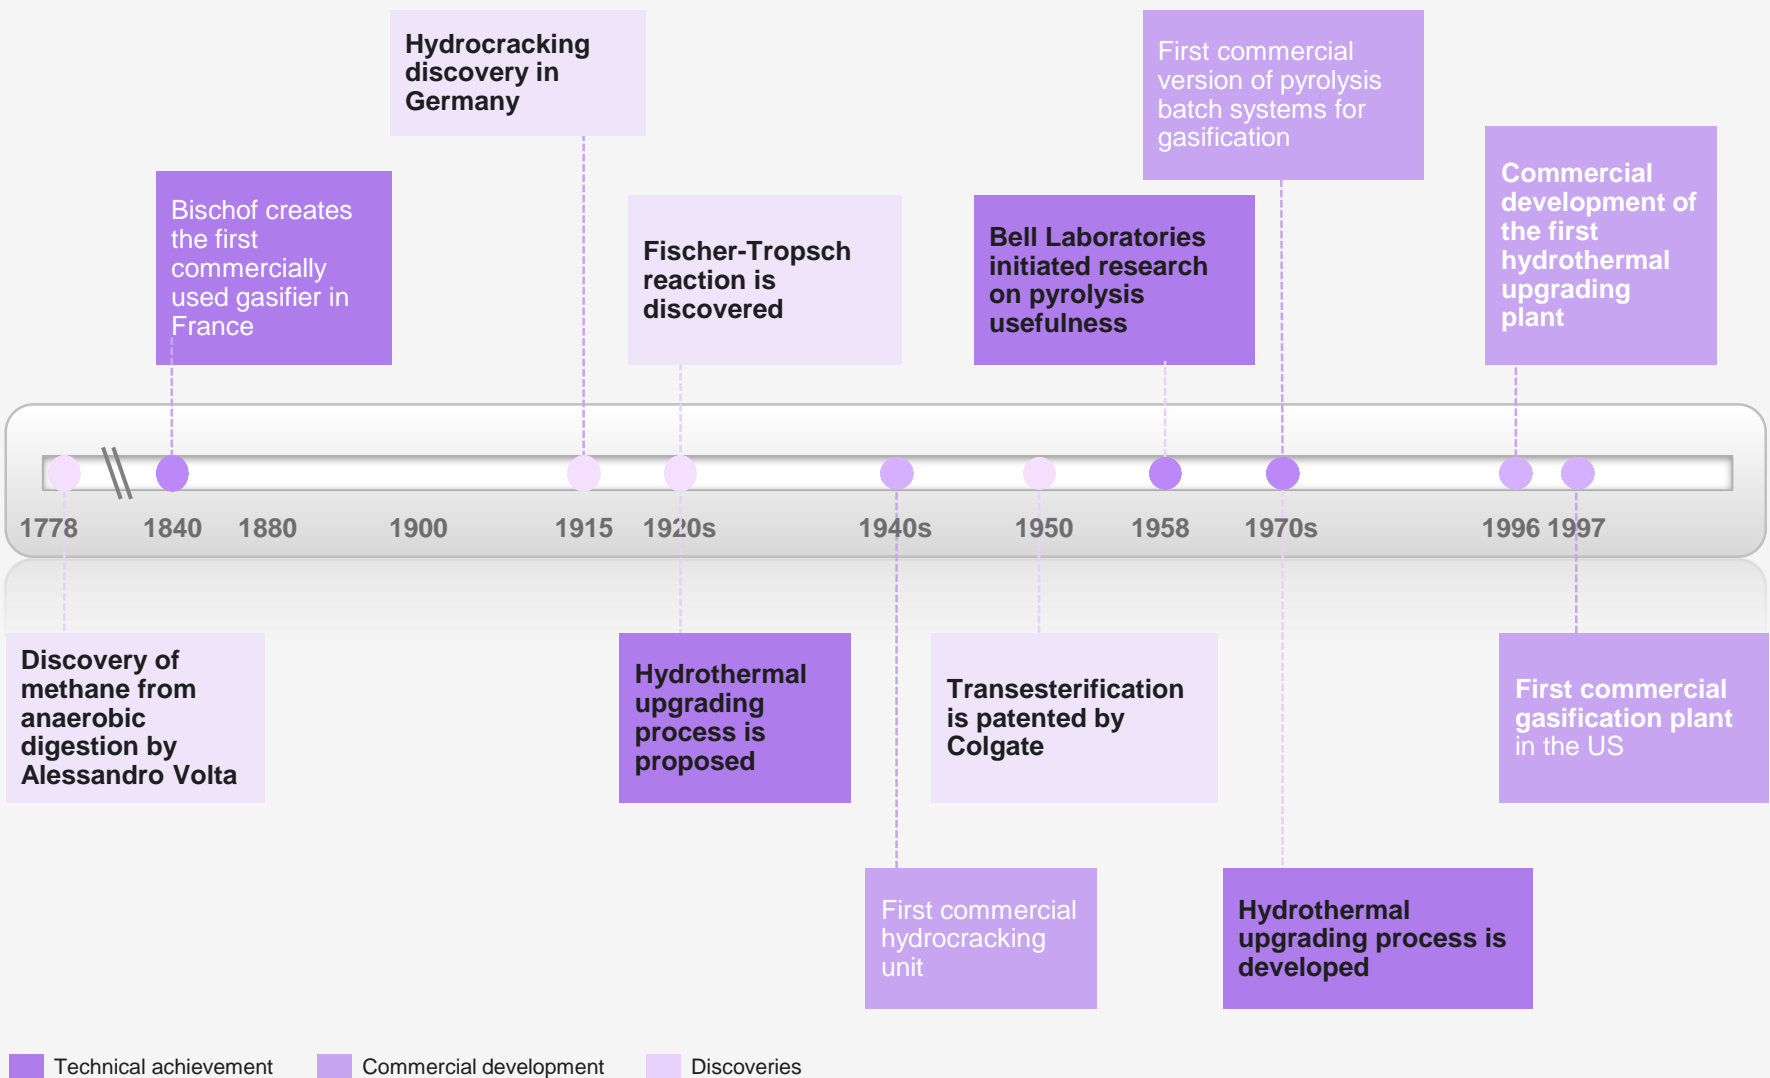 Hydrocracking
discovery in
Germany
First commercial
version of pyrolysis
batch systems for
gasification
Bischof creates
the first
commercially
used gasifier in
France
Fischer-Tropsch
reaction is
discovered
Bell Laboratories
initiated research
on pyrolysis
usefulness
Commercial
development of
the first
hydrothermal
upgrading
plant
1778 1840 1880 1900 1915 1920s 1940s 1950 1958 1970s 1996 1997
Discovery of
methane from
anaerobic
digestion by
Alessandro Volta
Hydrothermal
upgrading
process is
proposed
Transesterification
is patented by
Colgate
First commercial
gasification plant
in the US
First commercial
hydrocracking
unit
Hydrothermal
upgrading process is
developed
Technical achievement Commercial development Discoveries